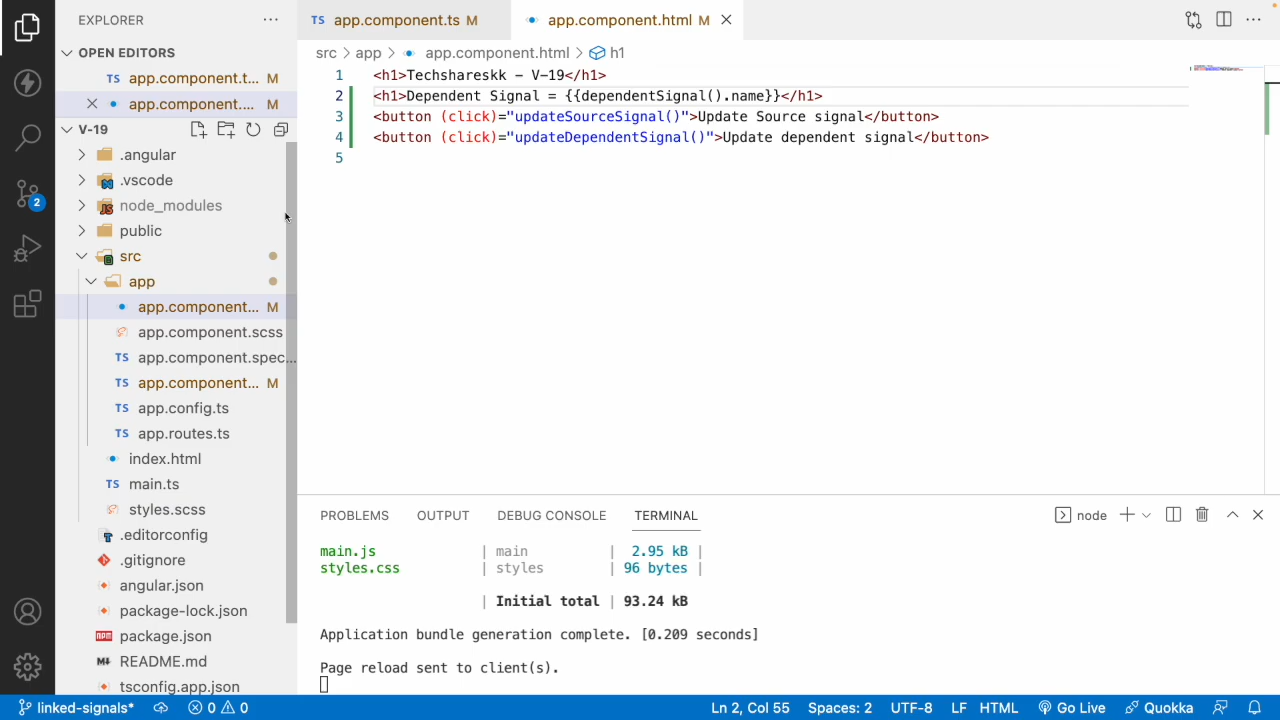 EXPLORER
OPEN EDITORS
TS app.component.t... M
app.component.... M
V-19
.angular
.vscode
JS node_modules
public
src
app
app.component... M
app.component.scss
TS app.component.spec...
TS app.component... M
TS app.config.ts
TS app.routes.ts
index.html
TS main.ts
styles.scss
.editorconfig
.gitignore
angular.json
package-lock.json
npm package.json
M README.md
tsconfig.app.json
2
TS app.component.ts M
app.component.html M
src > app > app.component.html > h1
1 <h1>Techshareskk - V-19</h1>
2 <h1>Dependent Signal = {{dependentSignal().name}}</h1>
3 <button (click)="updateSourceSignal()">Update Source signal</button>
4 <button (click)="updateDependentSignal()">Update dependent signal</button>
5
PROBLEMS OUTPUT DEBUG CONSOLE TERMINAL
node
main.js | main | 2.95 kB |
styles.css | styles | 96 bytes |
| Initial total | 93.24 kB
Application bundle generation complete. [0.209 seconds]
Page reload sent to client(s).
linked-signals* 0 0 Ln 2, Col 55 Spaces: 2 UTF-8 LF HTML Go Live Quokka